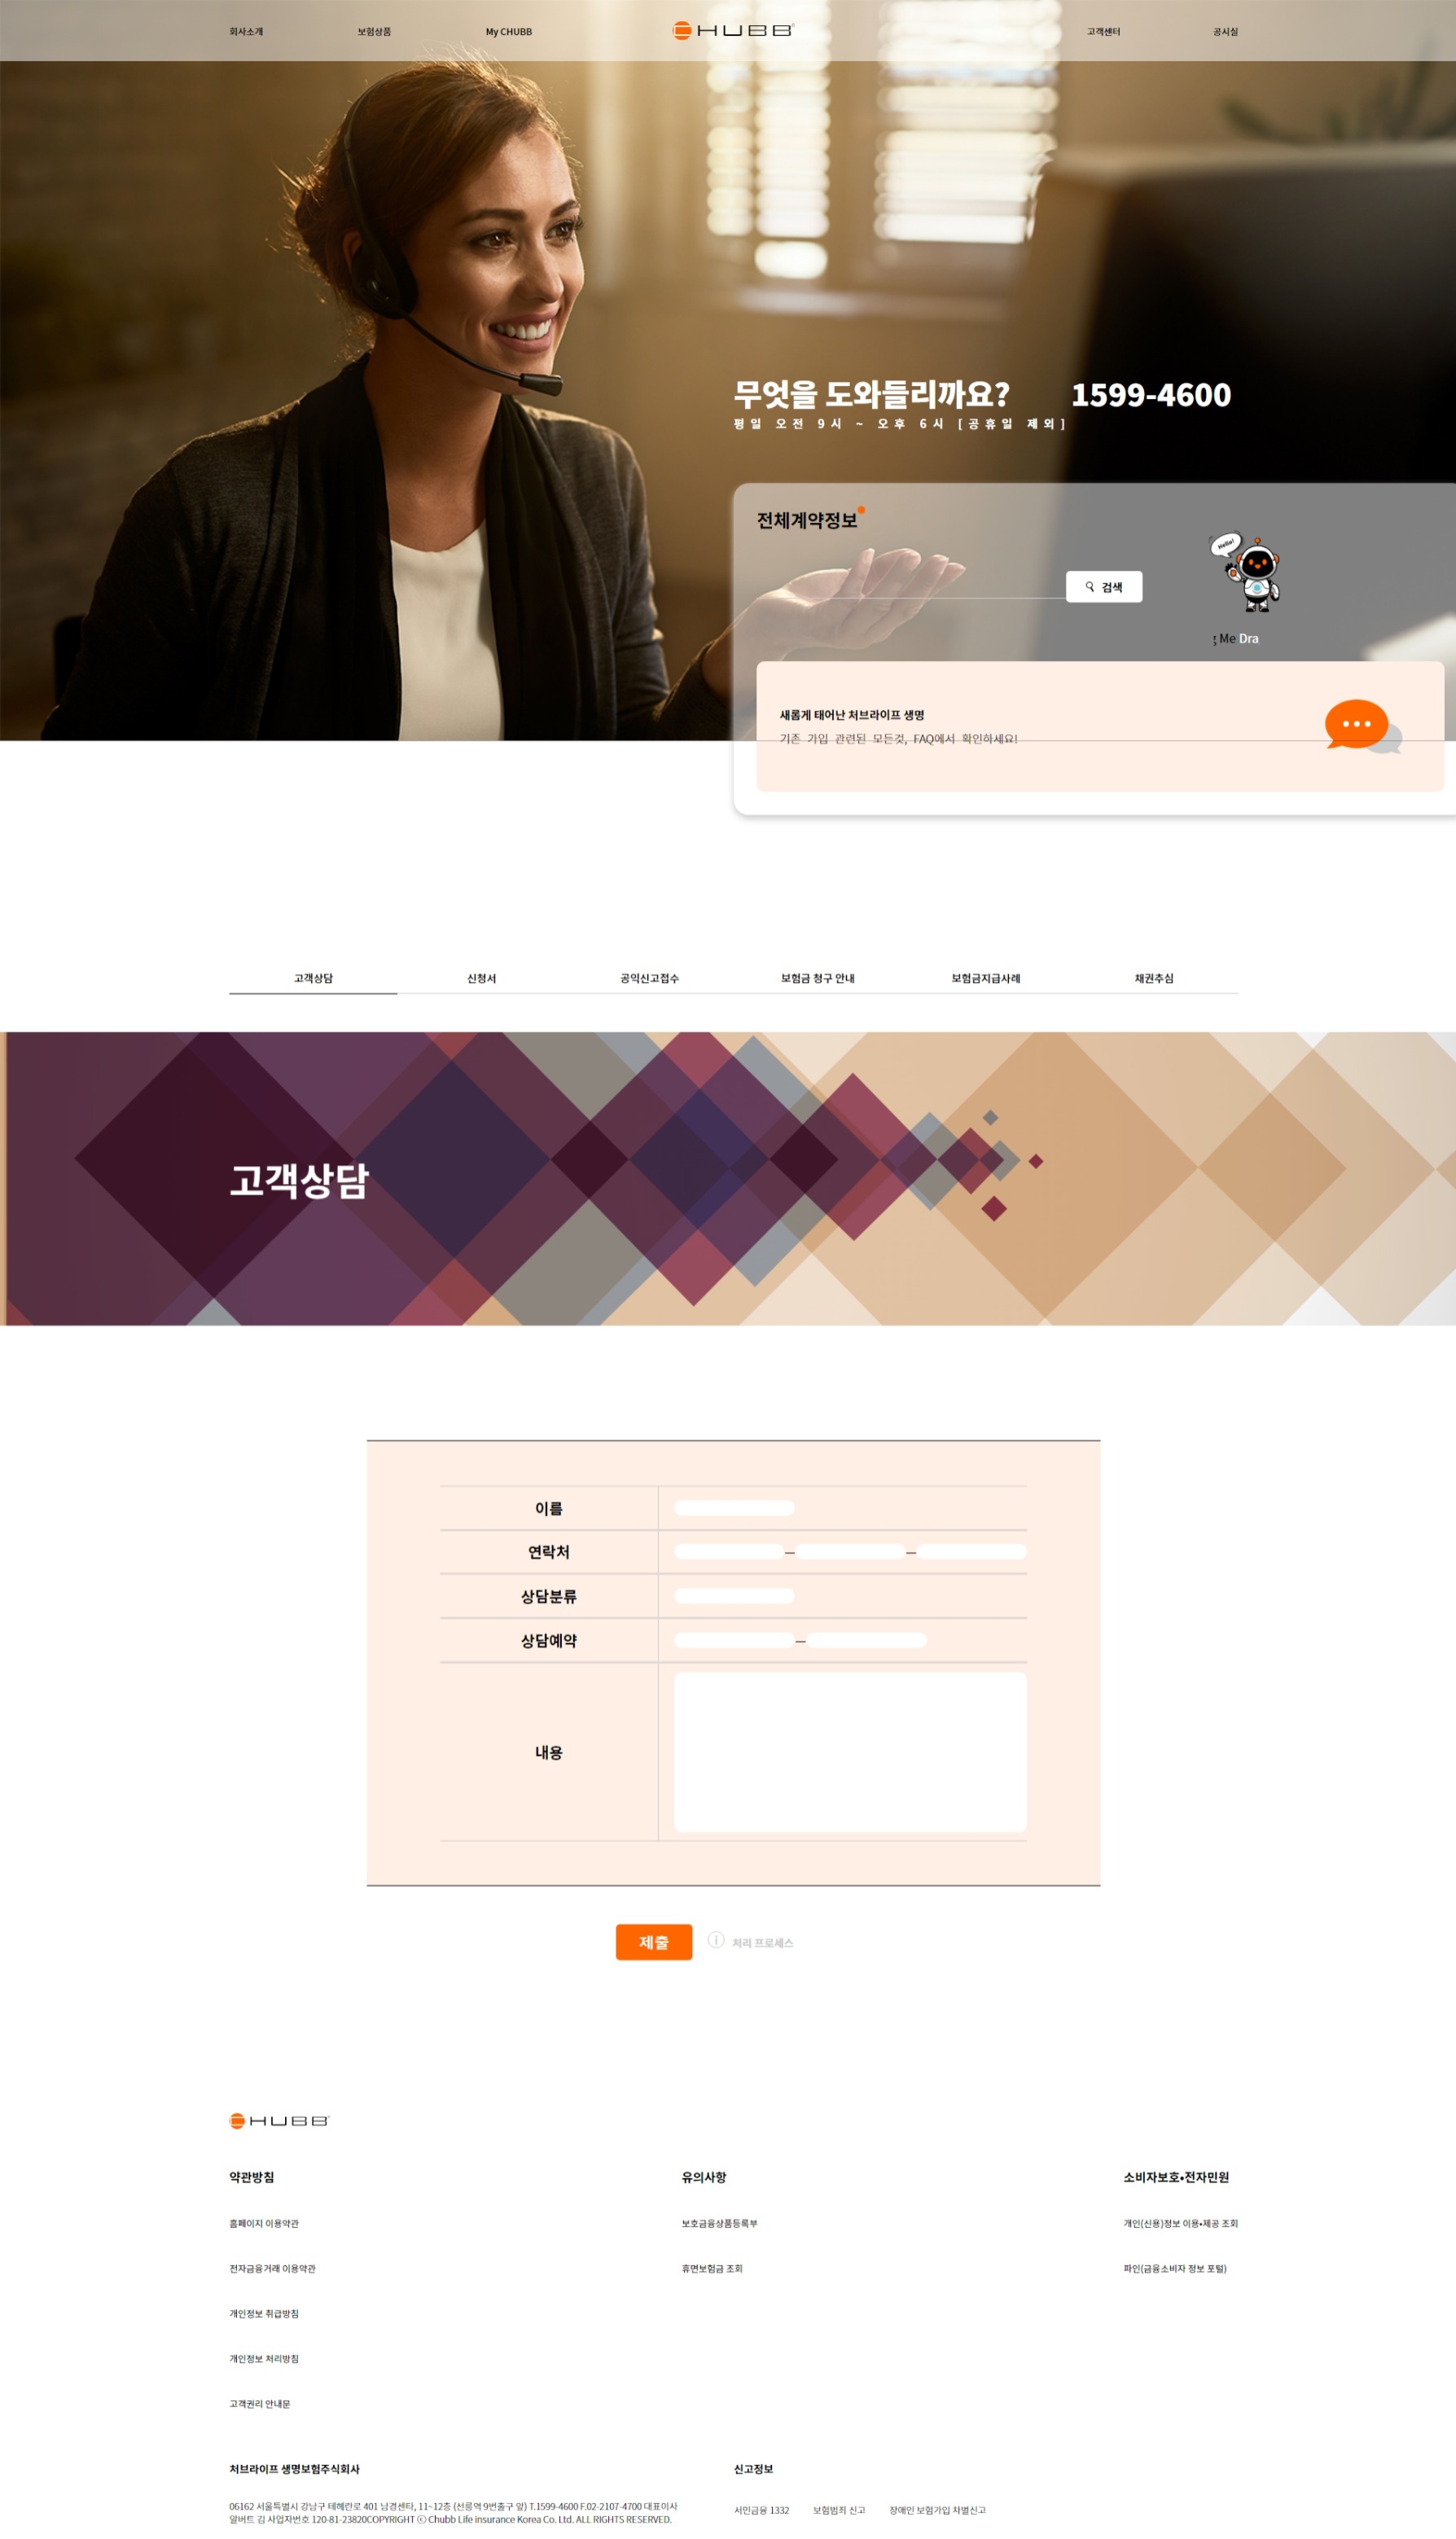 회사소개
보험상품
My CHUBB
HUBB
고객센터
공시실
무엇을 도와들리까요?
1599-4600
평일 오전 9시 ~ 오후 6시 [공휴일 제외]
전체계약정보
검색
Hello!
Me Dra
새롭게 태어난 처브라이프 생명
기존 가입 관련된 모든것, FAQ에서 확인하세요!
고객상담
신청서
공익신고접수
보험금 청구 안내
보험금지급사례
채권추심
고객상담
이름
연락처
상담분류
상담예약
내용
제출
처리 프로세스
HUBB
약관방침
홈페이지 이용약관
전자금융거래 이용약관
개인정보 취급방침
개인정보 처리방침
고객권리 안내문
유의사항
보호금융상품등록부
휴면보험금 조회
소비자보호•전자민원
개인(신용)정보 이용•제공 조회
파인(금융소비자 정보 포털)
처브라이프 생명보험주식회사
06162 서울특별시 강남구 테헤란로 401 남경센타, 11~12층 (선릉역 9번출구 앞) T.1599-4600 F.02-2107-4700 대표이사
알버트 김 사업자번호 120-81-23820COPYRIGHT ⓒ Chubb Life insurance Korea Co. Ltd. ALL RIGHTS RESERVED.
신고정보
서민금융 1332
보험범죄 신고
장애인 보험가입 차별신고